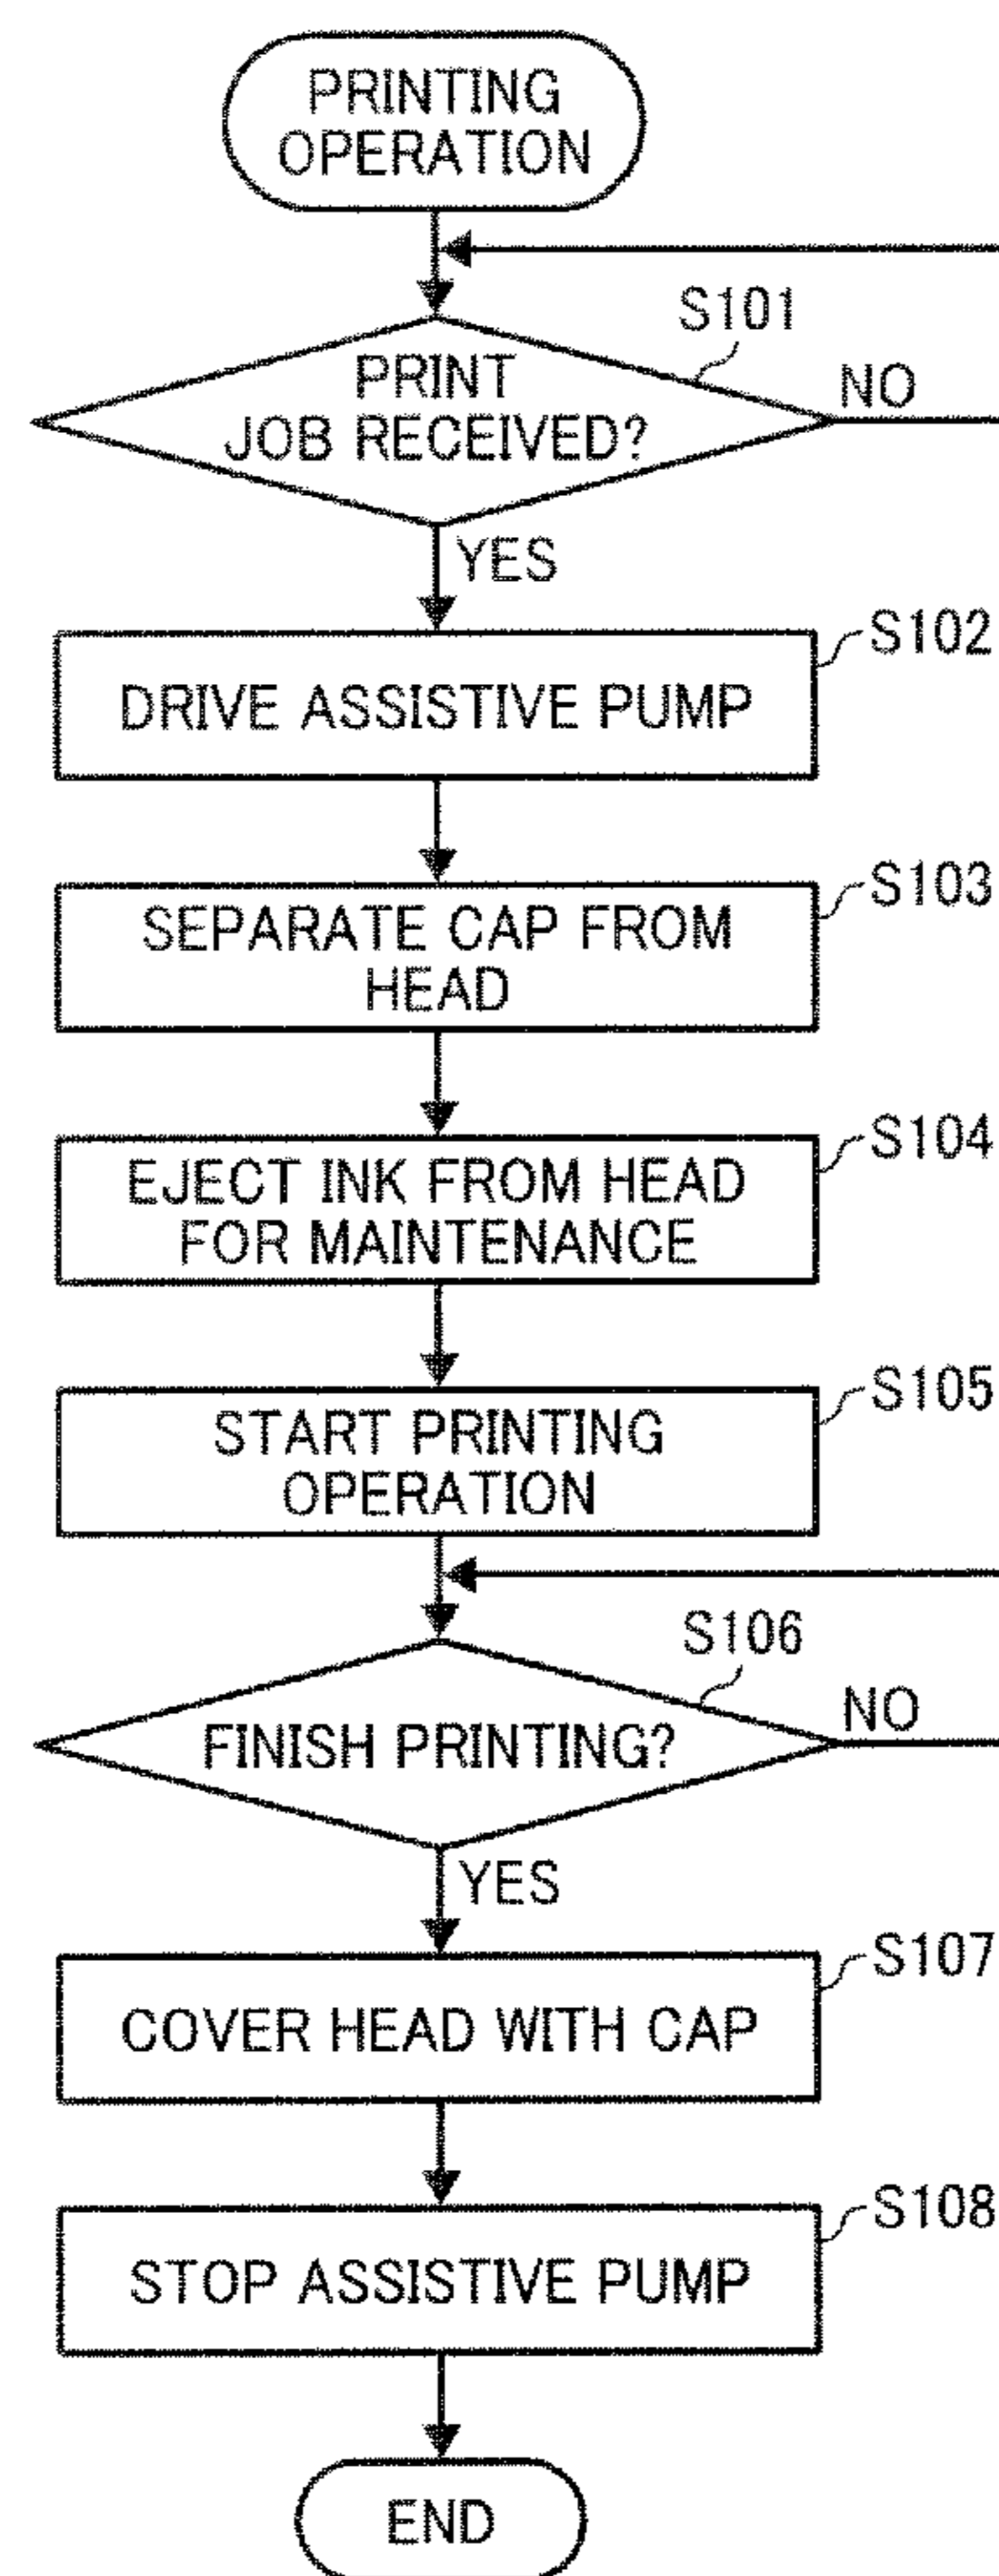 PRINTING
OPERATION
S101
PRINT
JOB RECEIVED?
NO
YES
S102
DRIVE ASSISTIVE PUMP
S103
SEPARATE CAP FROM
HEAD
S104
EJECT INK FROM HEAD
FOR MAINTENANCE
S105
START PRINTING
OPERATION
S106
FINISH PRINTING?
NO
YES
S107
COVER HEAD WITH CAP
S108
STOP ASSISTIVE PUMP
END